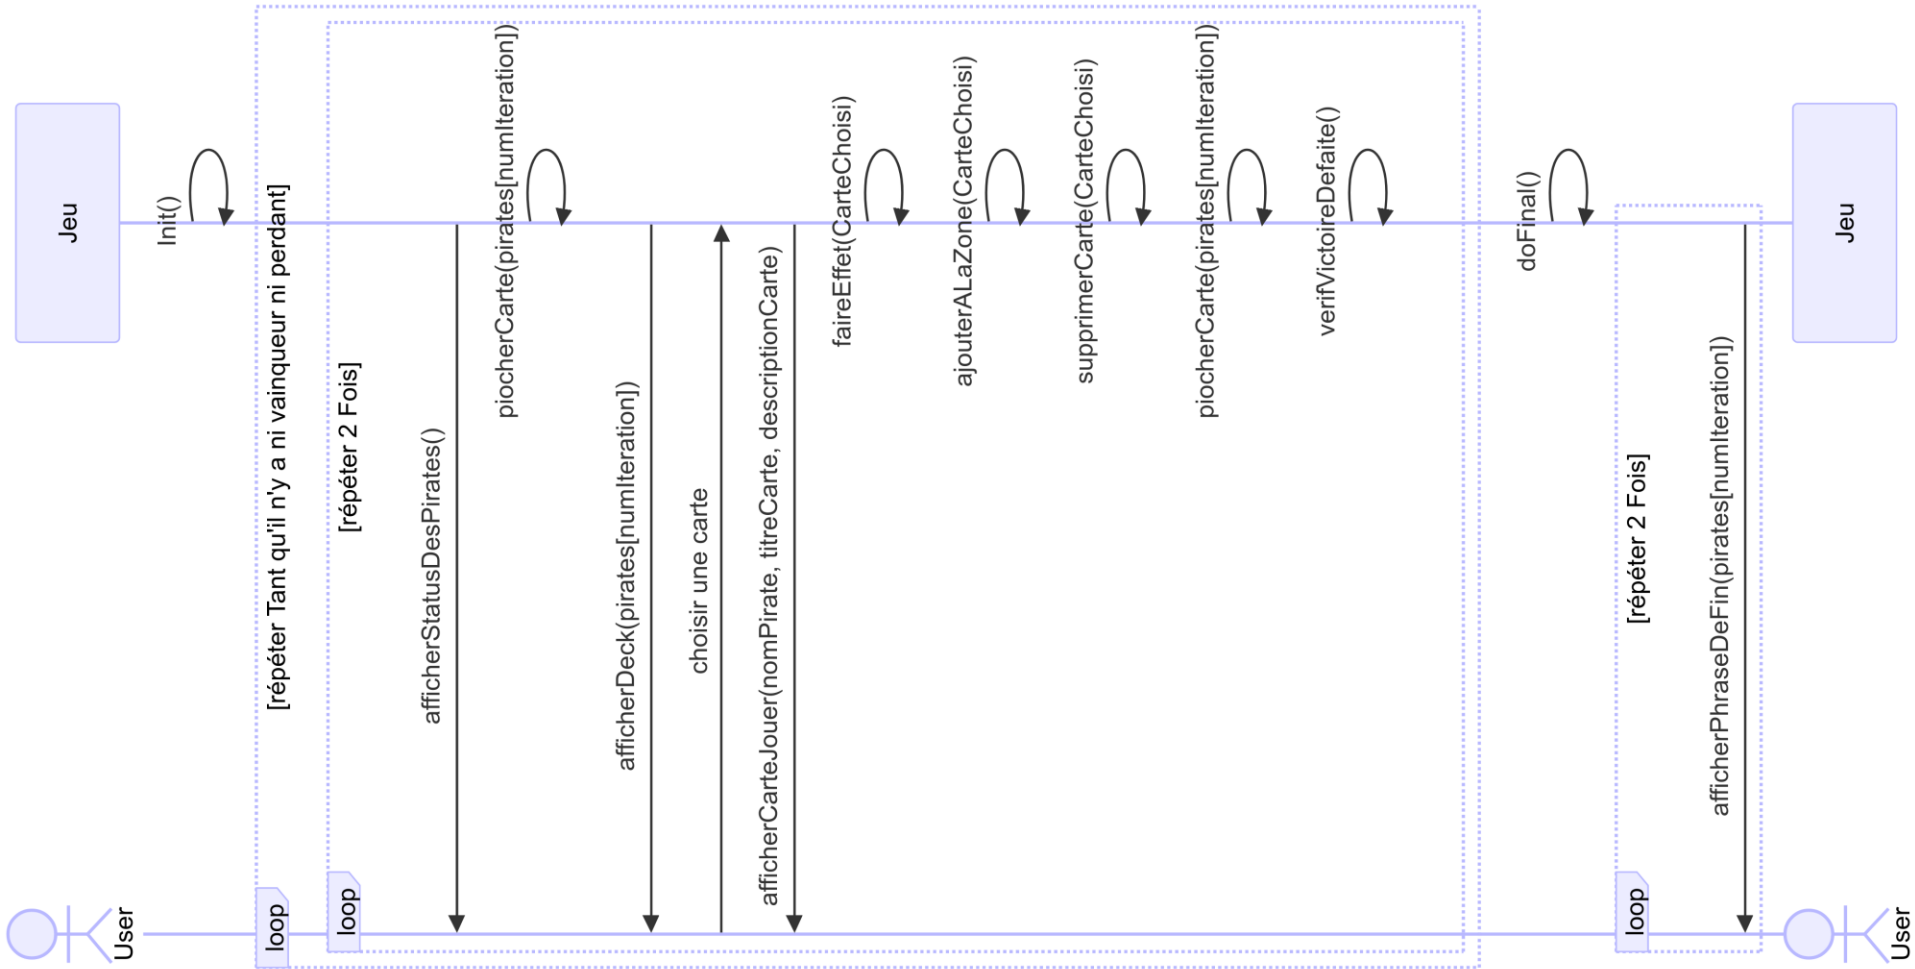 User
Jeu
Init()
loop
[répéter Tant qu'il n'y a ni vainqueur ni perdant]
loop
[répéter 2 Fois]
afficherStatusDesPirates()
piocherCarte(pirates[numIteration])
afficherDeck(pirates[numIteration])
choisir une carte
afficherCarteJouer(nomPirate, titreCarte, descriptionCarte)
faireEffet(CarteChoisi)
ajouterALaZone(CarteChoisi)
supprimerCarte(CarteChoisi)
piocherCarte(pirates[numIteration])
verifVictoireDefaite()
doFinal()
loop
[répéter 2 Fois]
afficherPhraseDeFin(pirates[numIteration])
User
Jeu